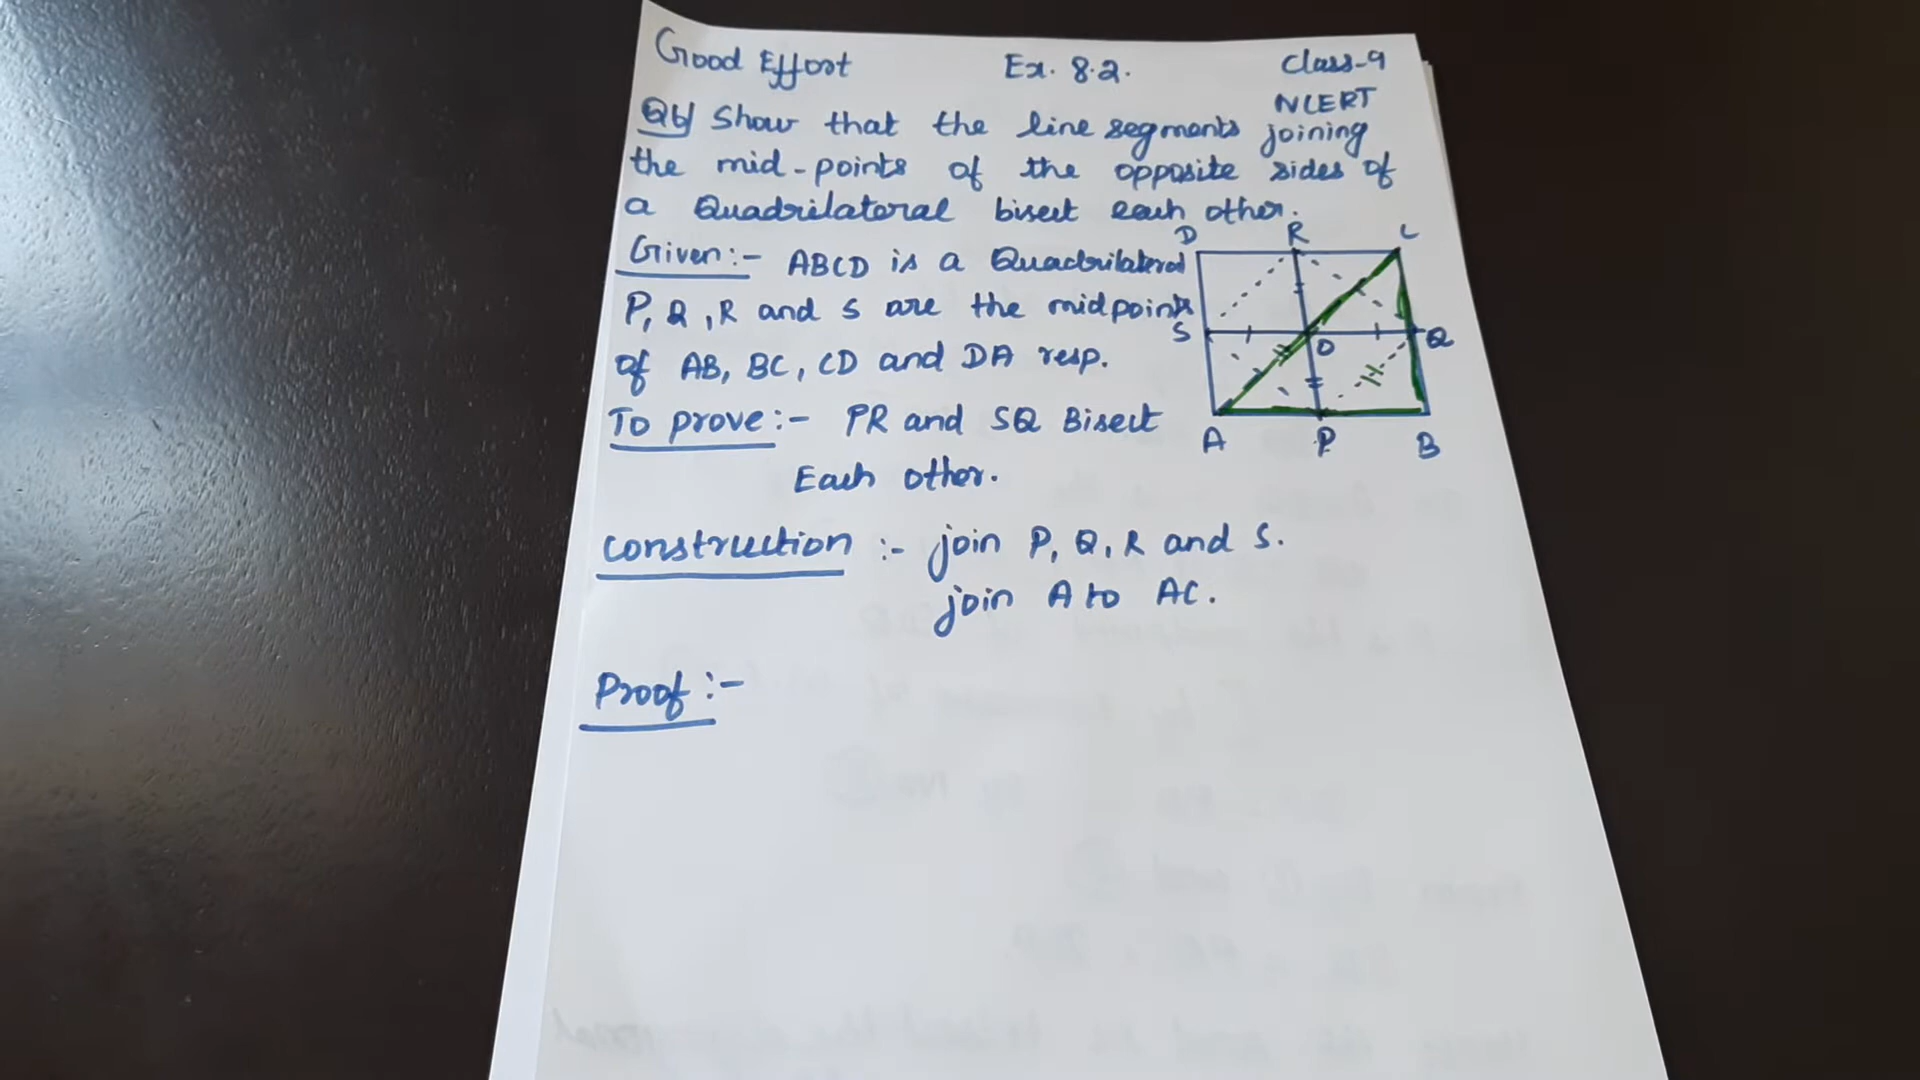 Good Effort Ex. 8.2. Class-9
NCERT
Q6) Show that the line segments joining
the mid-points of the opposite sides of
a Quadrilateral bisect each other.
Given:- ABCD is a Quadrilateral
P, Q, R and S are the midpoints
of AB, BC, CD and DA resp.
To prove:- PR and SQ Bisect
Each other.
construction :- join P, Q, R and S.
join A to AC.
Proof :-
D R C
S O Q
A P B